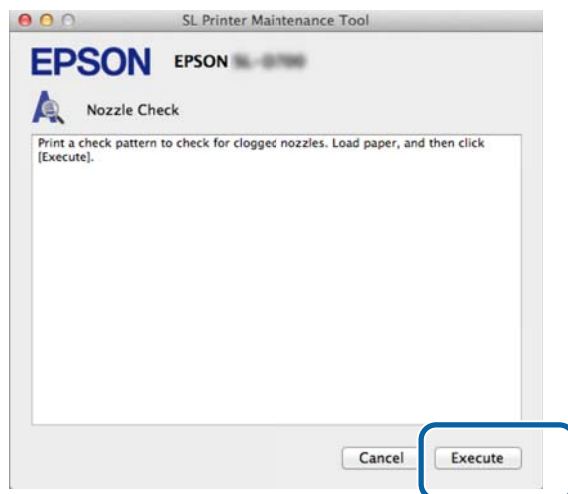 SL Printer Maintenance Tool
EPSON EPSON
Nozzle Check
Print a check pattern to check for clogged nozzles. Load paper, and then click
[Execute].
Cancel Execute